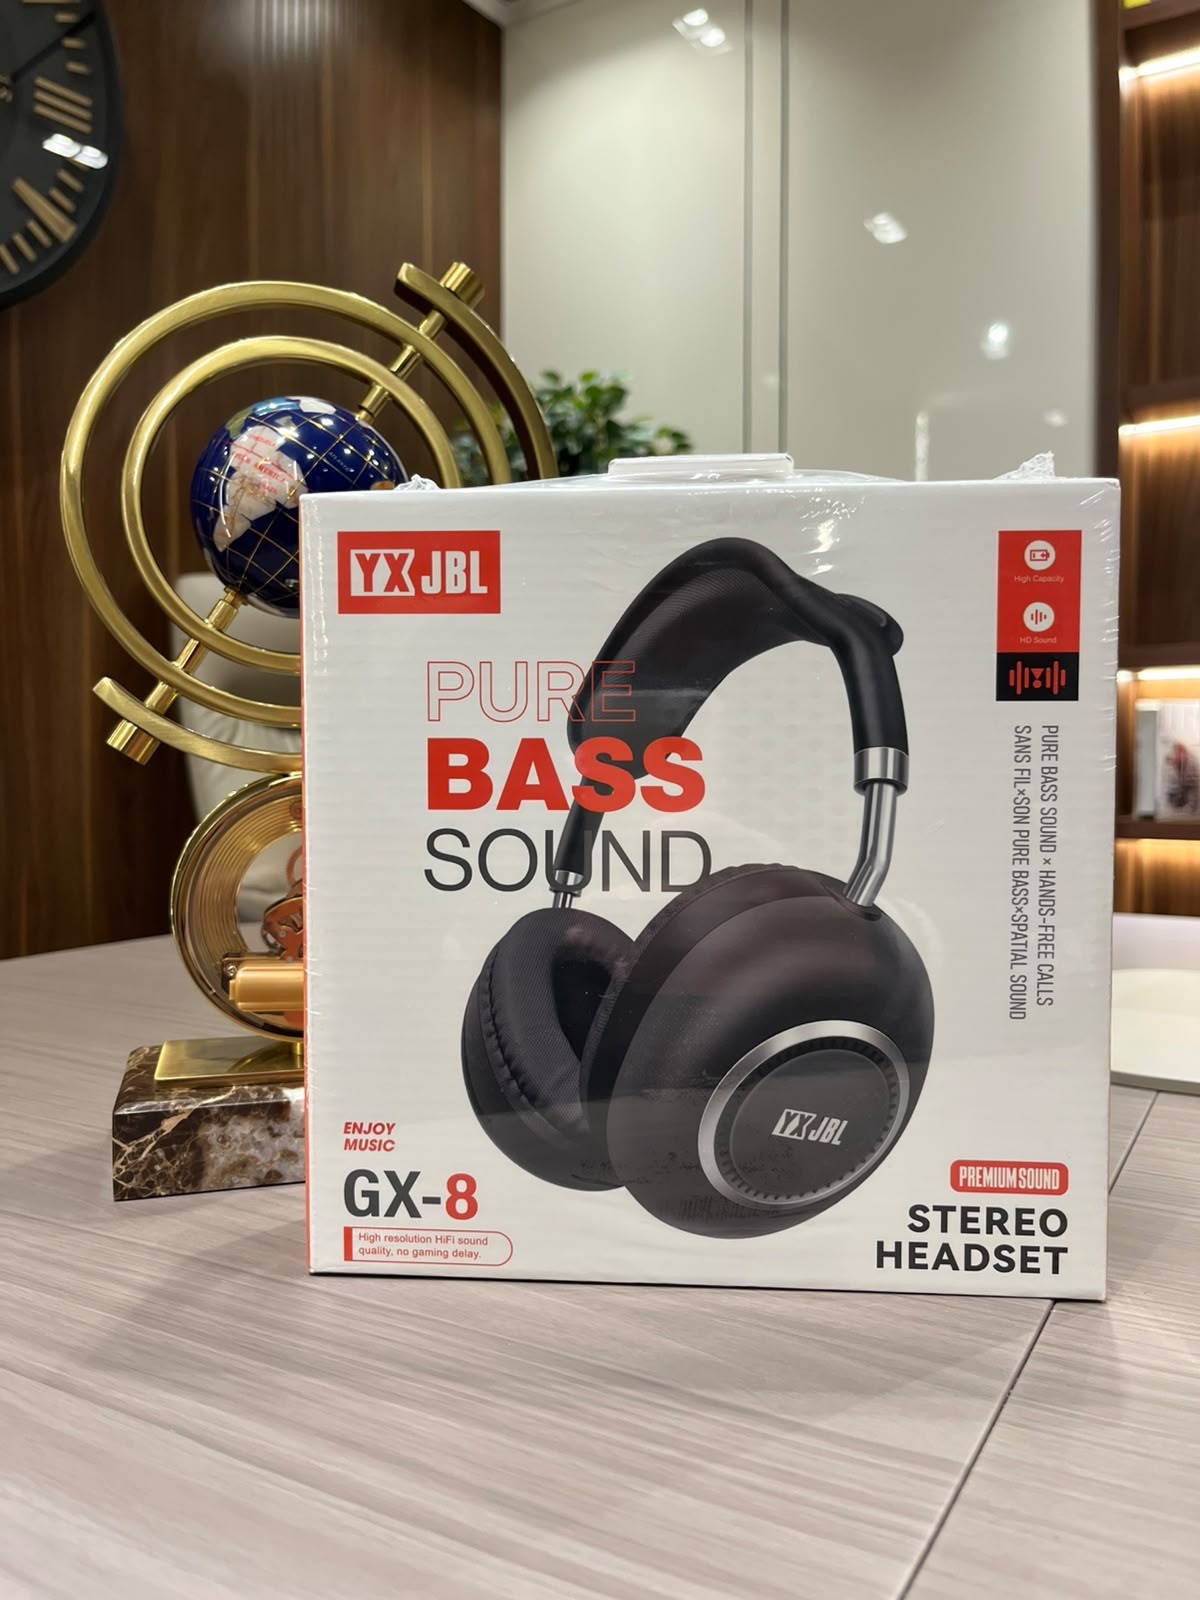 YX JBL
High Capacity
HD Sound
PURE
BASS
SOUND
PURE BASS SOUND × HANDS-FREE CALLS
SANS FIL×SON PURE BASS×SPATIAL SOUND
YX JBL
ENJOY
MUSIC
GX-8
High resolution HiFi sound
quality, no gaming delay.
PREMIUM SOUND
STEREO
HEADSET